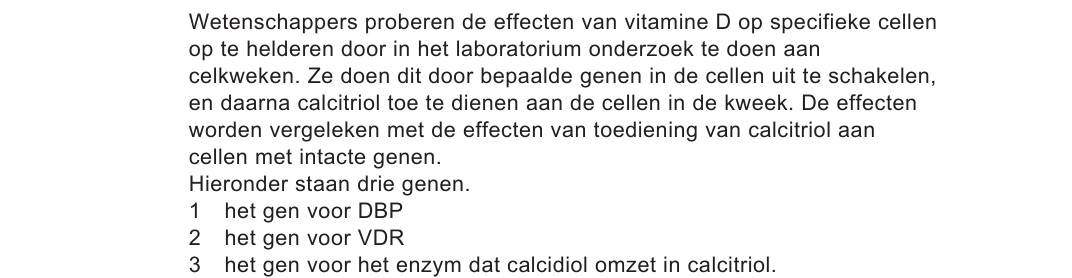 Wetenschappers proberen de effecten van vitamine D op specifieke cellen
op te helderen door in het laboratorium onderzoek te doen aan
celkweken. Ze doen dit door bepaalde genen in de cellen uit te schakelen,
en daarna calcitriol toe te dienen aan de cellen in de kweek. De effecten
worden vergeleken met de effecten van toediening van calcitriol aan
cellen met intacte genen.
Hieronder staan drie genen.
1 het gen voor DBP
2 het gen voor VDR
3 het gen voor het enzym dat calcidiol omzet in calcitriol.